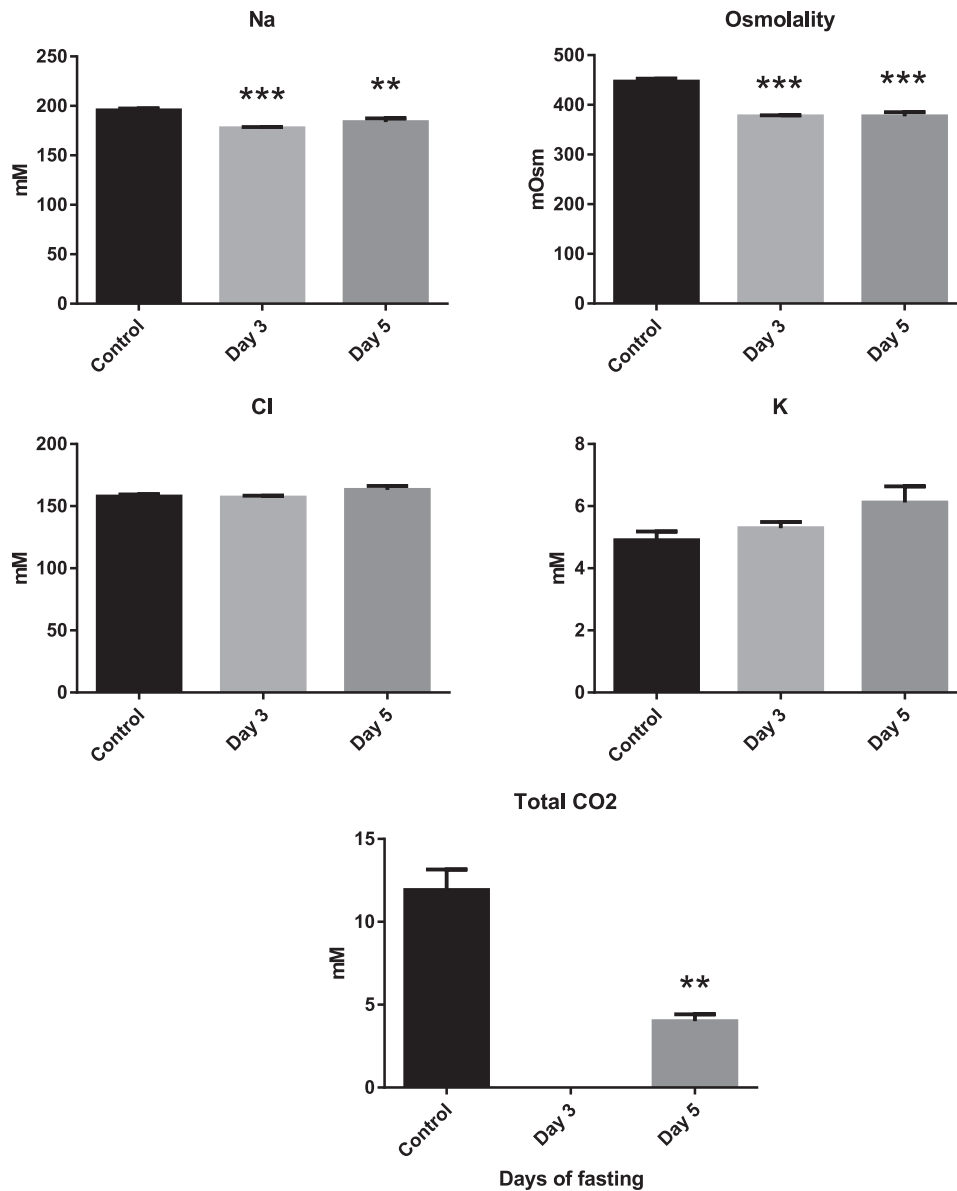 Na
250
200
150
100
50
0
mM
***
**
Control
Day 3
Day 5
Osmolality
500
400
300
200
100
0
mOsm
***
***
Control
Day 3
Day 5
Cl
200
150
100
50
0
mM
Control
Day 3
Day 5
K
8
6
4
2
0
mM
Control
Day 3
Day 5
Total CO2
15
10
5
0
mM
**
Control
Day 3
Day 5
Days of fasting